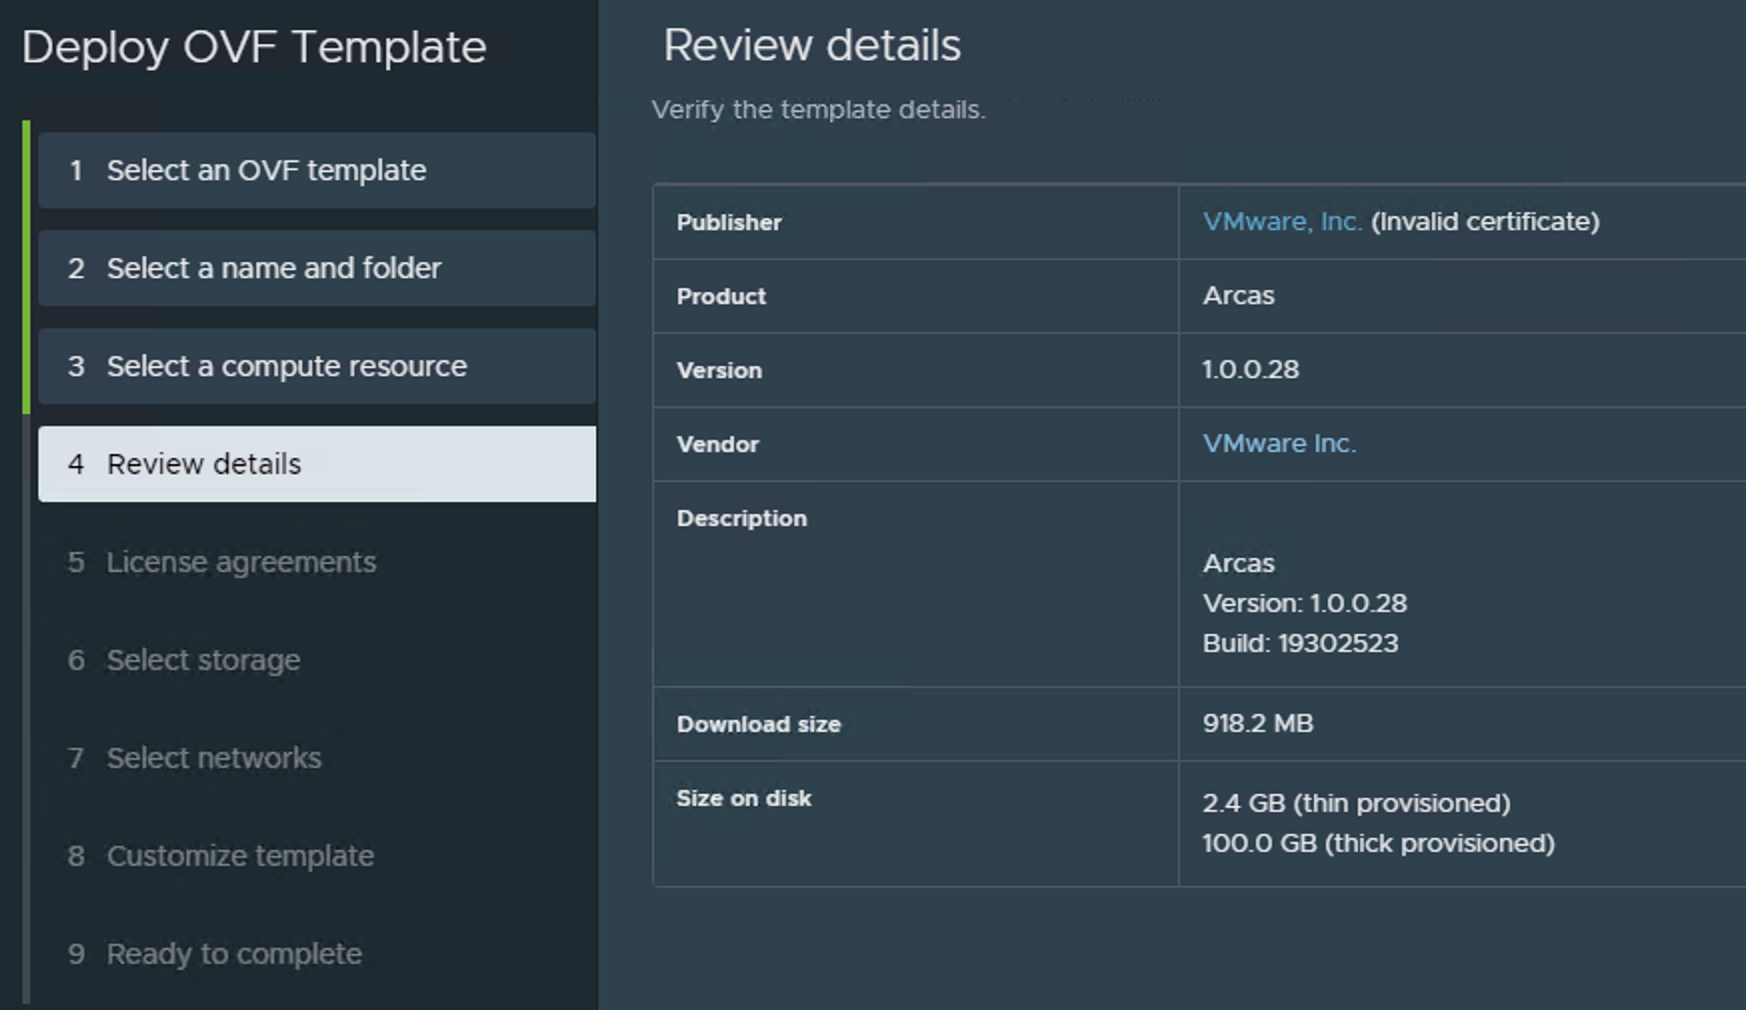 Deploy OVF Template
1 Select an OVF template
2 Select a name and folder
3 Select a compute resource
4 Review details
5 License agreements
6 Select storage
7 Select networks
8 Customize template
9 Ready to complete
Review details
Verify the template details.
Publisher VMware, Inc. (Invalid certificate)
Product Arcas
Version 1.0.0.28
Vendor VMware Inc.
Description
Arcas
Version: 1.0.0.28
Build: 19302523
Download size 918.2 MB
Size on disk 2.4 GB (thin provisioned)
100.0 GB (thick provisioned)